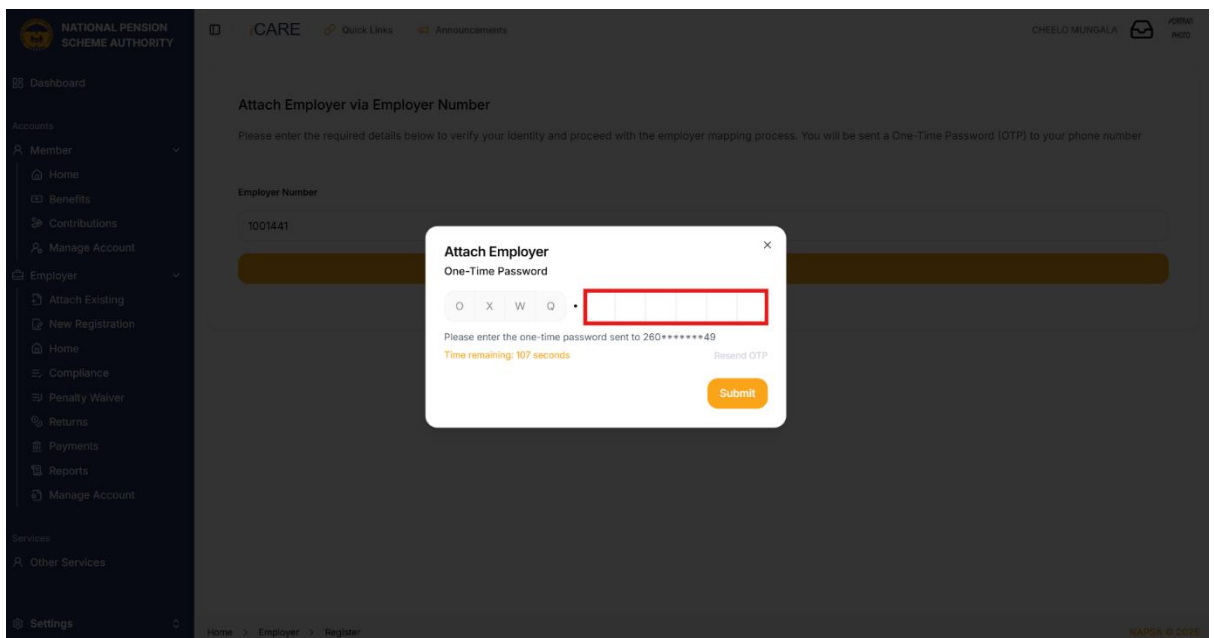 NATIONAL PENSION
SCHEME AUTHORITY
iCARE
Quick Links
Announcements
CHEELO MUNGALA
PORTRAIT
PHOTO
Dashboard
Accounts
Member
Home
Benefits
Contributions
Manage Account
Employer
Attach Existing
New Registration
Home
Compliance
Penalty Waiver
Returns
Payments
Reports
Manage Account
Services
Other Services
Settings
Attach Employer via Employer Number
Please enter the required details below to verify your identity and proceed with the employer mapping process. You will be sent a One-Time Password (OTP) to your phone number
Employer Number
1001441
Attach Employer
One-Time Password
O X W Q •
Please enter the one-time password sent to 260*******49
Time remaining: 107 seconds
Resend OTP
Submit
Home > Employer > Register
NAPSA © 2025